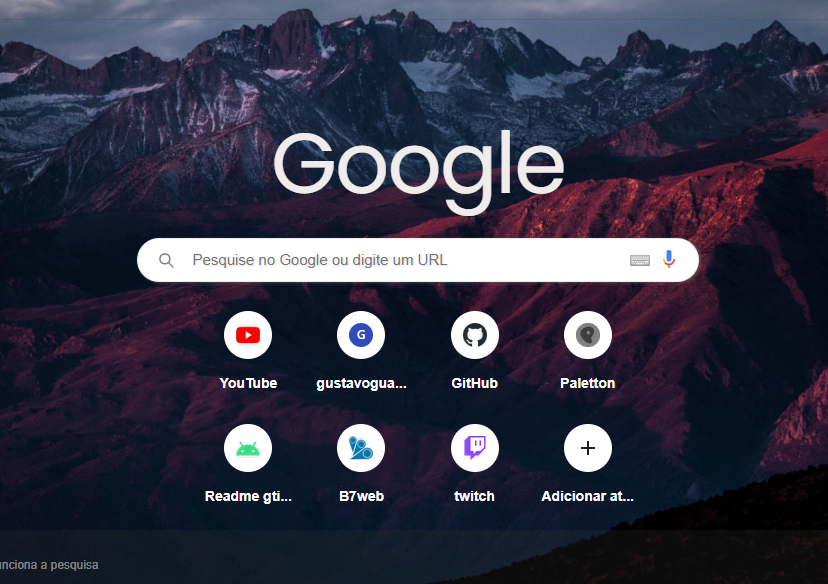 Google
Pesquise no Google ou digite um URL
YouTube
G
gustavogua...
GitHub
Paletton
Readme gti...
B7web
twitch
Adicionar at...
unciona a pesquisa